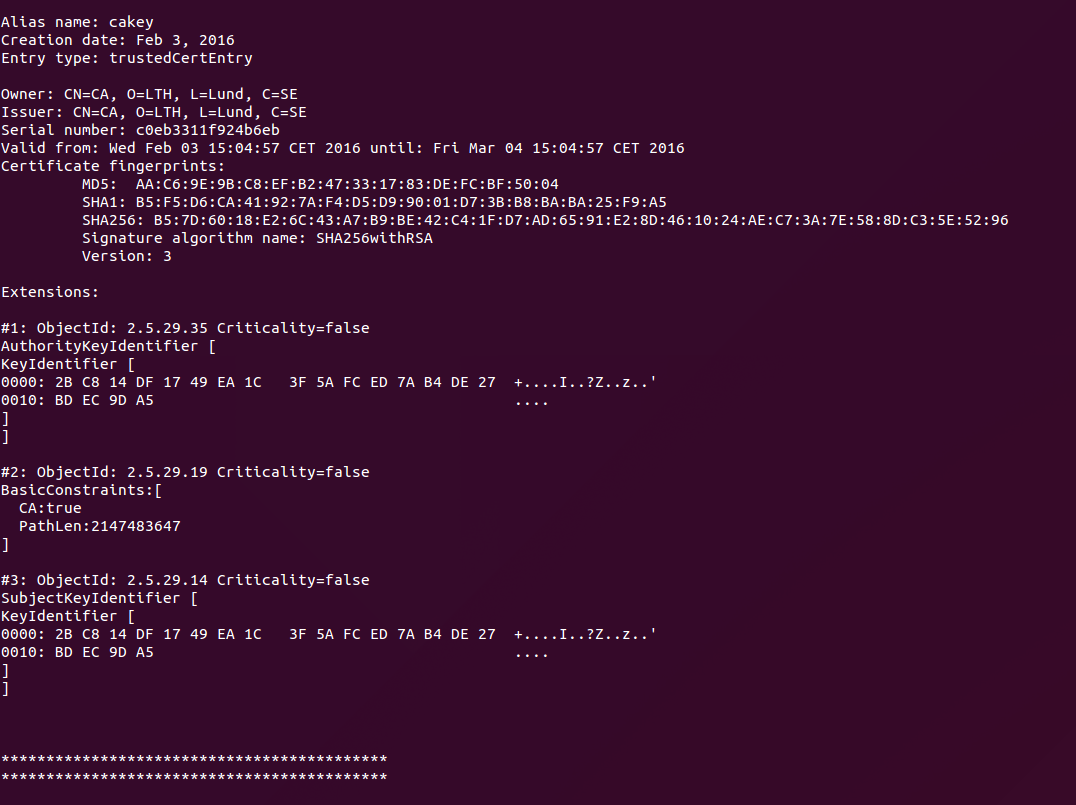 Alias name: cakey
Creation date: Feb 3, 2016
Entry type: trustedCertEntry
Owner: CN=CA, O=LTH, L=Lund, C=SE
Issuer: CN=CA, O=LTH, L=Lund, C=SE
Serial number: c0eb3311f924b6eb
Valid from: Wed Feb 03 15:04:57 CET 2016 until: Fri Mar 04 15:04:57 CET 2016
Certificate fingerprints:
MD5:  AA:C6:9E:9B:C8:EF:B2:47:33:17:83:DE:FC:BF:50:04
SHA1: B5:F5:D6:CA:41:92:7A:F4:D5:D9:90:01:D7:3B:B8:BA:BA:25:F9:A5
SHA256: B5:7D:60:18:E2:6C:43:A7:B9:BE:42:C4:1F:D7:AD:65:91:E2:8D:46:10:24:AE:C7:3A:7E:58:8D:C3:5E:52:96
Signature algorithm name: SHA256withRSA
Version: 3
Extensions:
#1: ObjectId: 2.5.29.35 Criticality=false
AuthorityKeyIdentifier [
KeyIdentifier [
0000: 2B C8 14 DF 17 49 EA 1C   3F 5A FC ED 7A B4 DE 27  +....I..?Z..z..'
0010: BD EC 9D A5                                        ....
]
]
#2: ObjectId: 2.5.29.19 Criticality=false
BasicConstraints:[
  CA:true
  PathLen:2147483647
]
#3: ObjectId: 2.5.29.14 Criticality=false
SubjectKeyIdentifier [
KeyIdentifier [
0000: 2B C8 14 DF 17 49 EA 1C   3F 5A FC ED 7A B4 DE 27  +....I..?Z..z..'
0010: BD EC 9D A5                                        ....
]
]
*******************************************
*******************************************